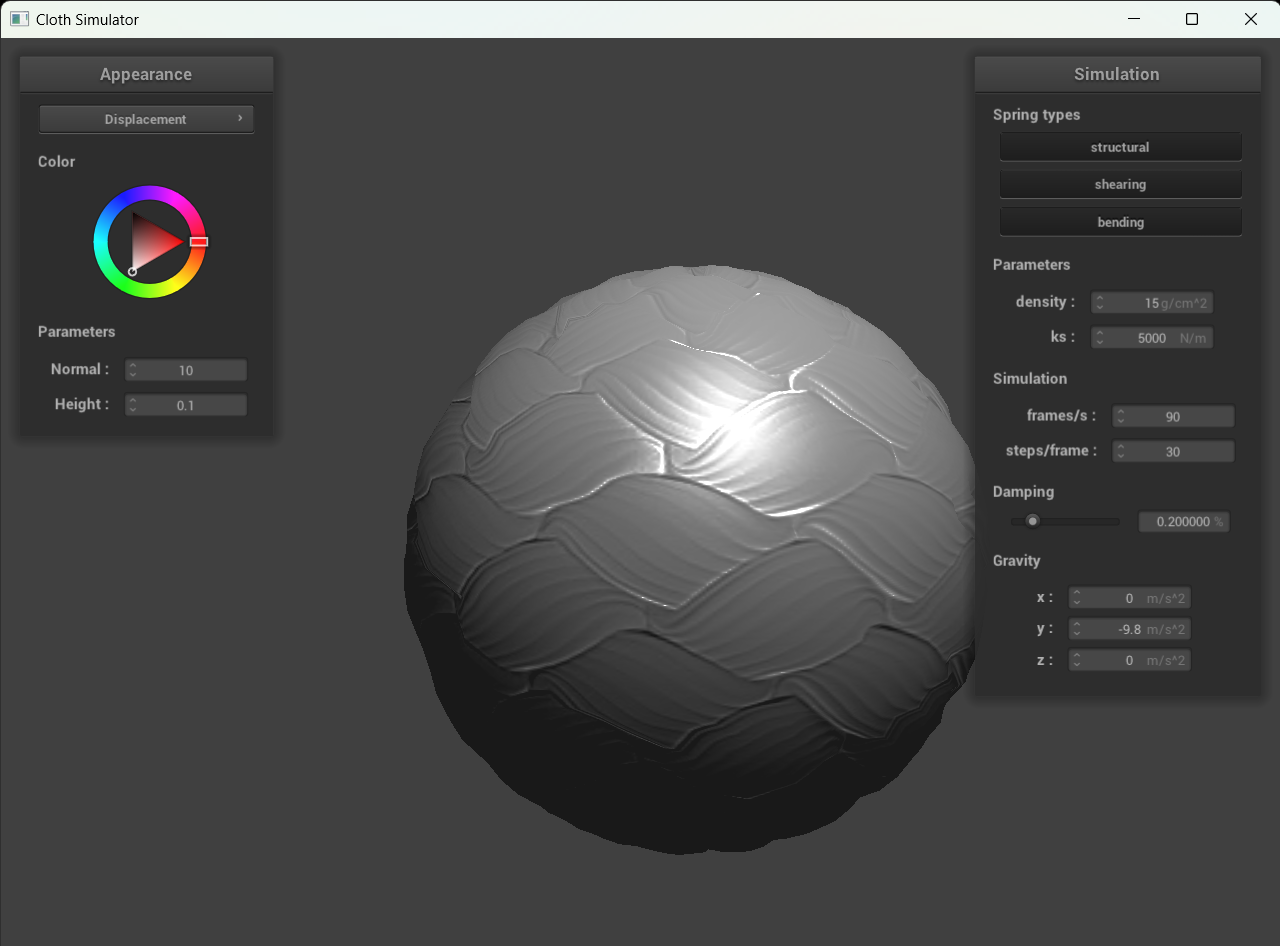 Cloth Simulator
Appearance
Displacement
Color
Parameters
Normal : 10
Height : 0.1
Simulation
Spring types
structural
shearing
bending
Parameters
density : 15 g/cm^2
ks : 5000 N/m
Simulation
frames/s : 90
steps/frame : 30
Damping
0.200000 %
Gravity
x : 0 m/s^2
y : -9.8 m/s^2
z : 0 m/s^2